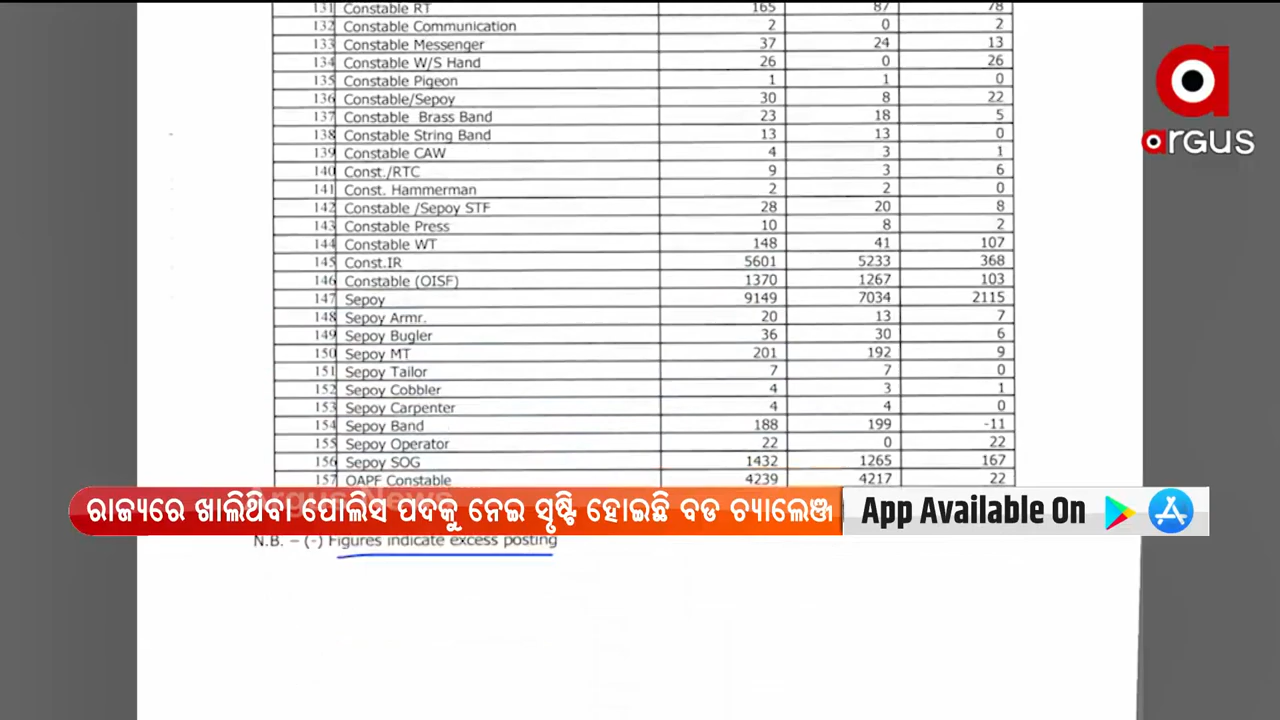 131 Constable RT 165 87 78
132 Constable Communication 2 0 2
133 Constable Messenger 37 24 13
134 Constable W/S Hand 26 0 26
135 Constable Pigeon 1 1 0
136 Constable/Sepoy 30 8 22
137 Constable Brass Band 23 18 5
138 Constable String Band 13 13 0
139 Constable CAW 4 3 1
140 Const./RTC 9 3 6
141 Const. Hammerman 2 2 0
142 Constable /Sepoy STF 28 20 8
143 Constable Press 10 8 2
144 Constable WT 148 41 107
145 Const.IR 5601 5233 368
146 Constable (OISF) 1370 1267 103
147 Sepoy 9149 7034 2115
148 Sepoy Armr. 20 13 7
149 Sepoy Bugler 36 30 6
150 Sepoy MT 201 192 9
151 Sepoy Tailor 7 7 0
152 Sepoy Cobbler 4 3 1
153 Sepoy Carpenter 4 4 0
154 Sepoy Band 188 199 -11
155 Sepoy Operator 22 0 22
156 Sepoy SOG 1432 1265 167
157 OAPF Constable 4239 4217 22
argus
Argus News
ରାଜ୍ୟରେ ଖାଲିଥିବା ପୋଲିସ ପଦକୁ ନେଇ ସୃଷ୍ଟି ହୋଇଛି ବଡ ଚ୍ୟାଲେଞ୍ଜ
App Available On
N.B. – (-) Figures indicate excess posting